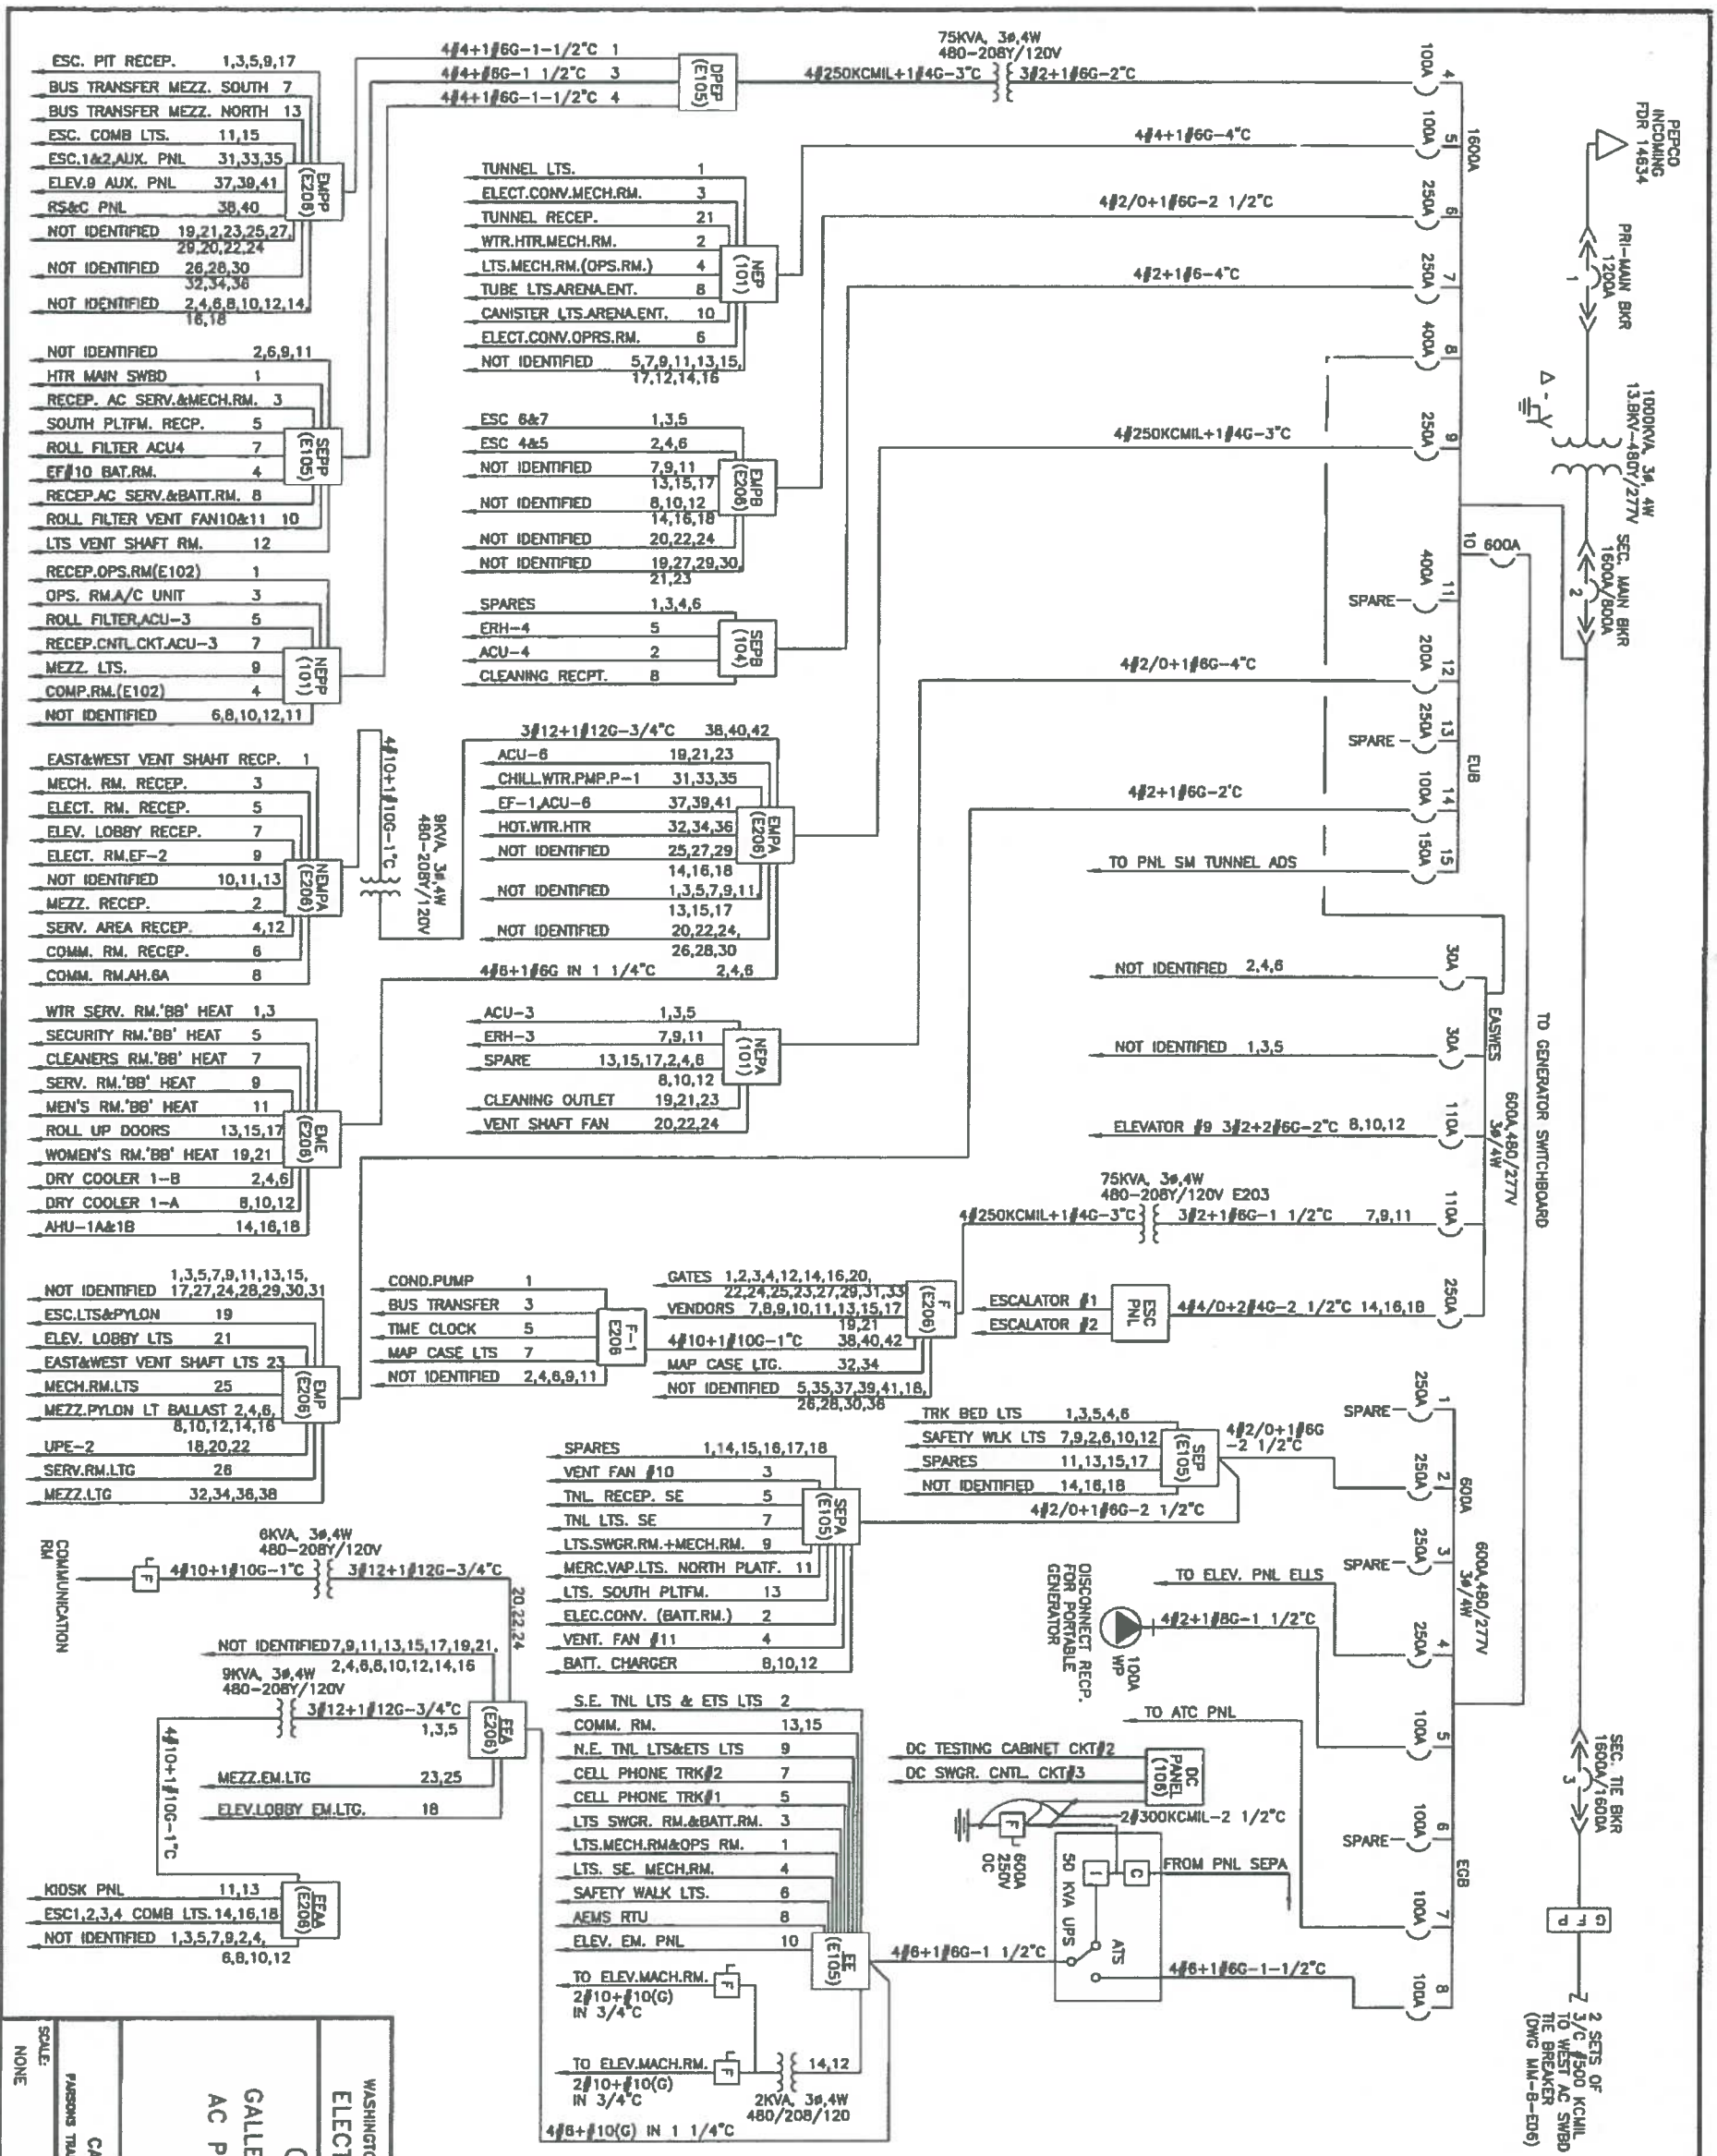 4#4+1#6G-1-1/2"C 1
4#4+#6G-1 1/2"C 3
4#4+1#6G-1-1/2"C 4
DPEP
(E105)
75KVA, 3ø,4W
480-208Y/120V
4#250KCMIL+1#4G-3"C
3#2+1#6G-2"C
100A
4
ESC. PIT RECEP. 1,3,5,9,17
BUS TRANSFER MEZZ. SOUTH 7
BUS TRANSFER MEZZ. NORTH 13
ESC. COMB LTS. 11,15
ESC.1&2,AUX. PNL 31,33,35
ELEV.9 AUX. PNL 37,39,41
RS&C PNL 38,40
NOT IDENTIFIED 19,21,23,25,27,
29,20,22,24
NOT IDENTIFIED 26,28,30
32,34,36
NOT IDENTIFIED 2,4,6,8,10,12,14,
16,18
EMPP
(E206)
NOT IDENTIFIED 2,6,9,11
HTR MAIN SWBD 1
RECEP. AC SERV.&MECH.RM. 3
SOUTH PLTFM. RECP. 5
ROLL FILTER ACU4 7
EF#10 BAT.RM. 4
RECEP.AC SERV.&BATT.RM. 8
ROLL FILTER VENT FAN10&11 10
LTS VENT SHAFT RM. 12
SEPP
(E105)
RECEP.OPS.RM(E102) 1
OPS. RM.A/C UNIT 3
ROLL FILTER,ACU-3 5
RECEP.CNTL.CKT.ACU-3 7
MEZZ. LTS. 9
COMP.RM.(E102) 4
NOT IDENTIFIED 6,8,10,12,11
NEPP
(101)
EAST&WEST VENT SHAHT RECP. 1
MECH. RM. RECEP. 3
ELECT. RM. RECEP. 5
ELEV. LOBBY RECEP. 7
ELECT. RM.EF-2 9
NOT IDENTIFIED 10,11,13
MEZZ. RECEP. 2
SERV. AREA RECEP. 4,12
COMM. RM. RECEP. 6
COMM. RM.AH.6A 8
NEMPA
(E206)
4#10+1#10G-1"C
9KVA, 3ø,4W
480-208Y/120V
WTR SERV. RM.'BB' HEAT 1,3
SECURITY RM.'BB' HEAT 5
CLEANERS RM.'BB' HEAT 7
SERV. RM.'BB' HEAT 9
MEN'S RM.'BB' HEAT 11
ROLL UP DOORS 13,15,17
WOMEN'S RM.'BB' HEAT 19,21
DRY COOLER 1-B 2,4,6
DRY COOLER 1-A 8,10,12
AHU-1A&1B 14,16,18
EME
(E206)
1,3,5,7,9,11,13,15,
NOT IDENTIFIED 17,27,24,28,29,30,31
ESC.LTS&PYLON 19
ELEV. LOBBY LTS 21
EAST&WEST VENT SHAFT LTS 23
MECH.RM.LTS 25
MEZZ.PYLON LT BALLAST 2,4,6,
8,10,12,14,16
UPE-2 18,20,22
SERV.RM.LTG 26
MEZZ.LTG 32,34,36,38
EMP
(E206)
TUNNEL LTS. 1
ELECT.CONV.MECH.RM. 3
TUNNEL RECEP. 21
WTR.HTR.MECH.RM. 2
LTS.MECH.RM.(OPS.RM.) 4
TUBE LTS.ARENA.ENT. 8
CANISTER LTS.ARENA.ENT. 10
ELECT.CONV.OPRS.RM. 6
NOT IDENTIFIED 5,7,9,11,13,15,
17,12,14,16
NEP
(101)
ESC 6&7 1,3,5
ESC 4&5 2,4,6
NOT IDENTIFIED 7,9,11
13,15,17
NOT IDENTIFIED 8,10,12
14,16,18
NOT IDENTIFIED 20,22,24
NOT IDENTIFIED 19,27,29,30,
21,23
EMPB
(E206)
SPARES 1,3,4,6
ERH-4 5
ACU-4 2
CLEANING RECPT. 8
SEPB
(104)
3#12+1#12G-3/4"C 38,40,42
ACU-6 19,21,23
CHILL.WTR.PMP.P-1 31,33,35
EF-1,ACU-6 37,39,41
HOT.WTR.HTR 32,34,36
NOT IDENTIFIED 25,27,29
14,16,18
NOT IDENTIFIED 1,3,5,7,9,11,
13,15,17
NOT IDENTIFIED 20,22,24,
26,28,30
4#6+1#6G IN 1 1/4"C 2,4,6
EMPA
(E206)
ACU-3 1,3,5
ERH-3 7,9,11
SPARE 13,15,17,2,4,6
8,10,12
CLEANING OUTLET 19,21,23
VENT SHAFT FAN 20,22,24
NEPA
(101)
4#4+1#6G-4"C
100A
5
1600A
4#2/0+1#6G-2 1/2"C
250A
6
4#2+1#6-4"C
250A
7
400A
8
4#250KCMIL+1#4G-3"C
250A
9
10
600A
SPARE
400A
11
4#2/0+1#6G-4"C
200A
12
SPARE
250A
13
EUB
4#2+1#6G-2'C
100A
14
TO PNL SM TUNNEL ADS
150A
15
PEPCO
INCOMING
FDR 14634
PRI-MAIN BKR
1200A
1
1000KVA, 3ø, 4W
13.8KV-480Y/277V
Δ -
SEC. MAIN BKR
1600A/800A
2
TO GENERATOR SWITCHBOARD
NOT IDENTIFIED 2,4,6
30A
EASWES
NOT IDENTIFIED 1,3,5
30A
600A,480/277V
3ø/4W
ELEVATOR #9 3#2+2#6G-2"C 8,10,12
110A
75KVA, 3ø,4W
480-208Y/120V E203
4#250KCMIL+1#4G-3"C
3#2+1#6G-1 1/2"C 7,9,11
110A
ESCALATOR #1
ESCALATOR #2
ESC
PNL
4#4/0+2#4G-2 1/2"C 14,16,18
250A
COND.PUMP 1
BUS TRANSFER 3
TIME CLOCK 5
MAP CASE LTS 7
NOT IDENTIFIED 2,4,6,9,11
F-1
E206
GATES 1,2,3,4,12,14,16,20,
22,24,25,23,27,29,31,33
VENDORS 7,8,9,10,11,13,15,17
19,21
4#10+1#10G-1"C 38,40,42
MAP CASE LTG. 32,34
NOT IDENTIFIED 5,35,37,39,41,18,
26,28,30,36
F
(E206)
TRK BED LTS 1,3,5,4,6
SAFETY WLK LTS 7,9,2,6,10,12
SPARES 11,13,15,17
NOT IDENTIFIED 14,16,18
4#2/0+1#6G-2 1/2"C
SEP
(E105)
4#2/0+1#6G
-2 1/2"C
SPARE
250A
1
250A
2
600A
SPARE
250A
3
600A,480/277V
3ø/4W
TO ELEV. PNL ELLS
250A
4
DISCONNECT RECP.
FOR PORTABLE
GENERATOR
100A
WP
4#2+1#8G-1 1/2"C
100A
5
TO ATC PNL
SPARE
100A
6
EGB
100A
7
4#6+1#6G-1-1/2"C
100A
8
SEC. TIE BKR
1600A/1600A
3
GFP
2 SETS OF
3/C #500 KCMIL
TO WEST AC SWBD
TIE BREAKER
(DWG MM-B-E06)
SPARES 1,14,15,16,17,18
VENT FAN #10 3
TNL. RECEP. SE 5
TNL LTS. SE 7
LTS.SWGR.RM.+MECH.RM. 9
MERC.VAP.LTS. NORTH PLATF. 11
LTS. SOUTH PLTFM. 13
ELEC.CONV. (BATT.RM.) 2
VENT. FAN #11 4
BATT. CHARGER 8,10,12
SEPA
(E105)
COMMUNICATION
RM
F
6KVA, 3ø,4W
480-208Y/120V
4#10+1#10G-1"C
3#12+1#12G-3/4"C
20,22,24
NOT IDENTIFIED 7,9,11,13,15,17,19,21,
2,4,6,8,10,12,14,16
9KVA, 3ø,4W
480-208Y/120V
3#12+1#12G-3/4"C
1,3,5
EEA
(E206)
MEZZ.EM.LTG 23,25
ELEV.LOBBY EM.LTG. 18
4#10+1#10G-1"C
KIDSK PNL 11,13
ESC1,2,3,4 COMB LTS. 14,16,18
NOT IDENTIFIED 1,3,5,7,9,2,4,
6,8,10,12
EEAA
(E206)
S.E. TNL LTS & ETS LTS 2
COMM. RM. 13,15
N.E. TNL LTS&ETS LTS 9
CELL PHONE TRK#2 7
CELL PHONE TRK#1 5
LTS SWGR. RM.&BATT.RM. 3
LTS.MECH.RM&OPS RM. 1
LTS. SE. MECH,RM. 4
SAFETY WALK LTS. 6
AEMS RTU 8
ELEV. EM. PNL 10
EE
(E105)
TO ELEV.MACH.RM.
2#10+#10(G)
IN 3/4"C
F
TO ELEV.MACH.RM.
2#10+#10(G)
IN 3/4"C
F
14,12
2KVA, 3ø,4W
480/208/120
4#6+#10(G) IN 1 1/4"C
DC TESTING CABINET CKT#2
DC SWGR. CNTL CKT#3
DC
PANEL
(106)
2#300KCMIL-2 1/2"C
F
600A
250V
DC
I
C
FROM PNL SEPA
50 KVA UPS
ATS
4#6+1#6G-1 1/2"C
WASHINGTO
ELECT
GALLE
AC P
CA
PARSONS TRA
SCALE:
NONE